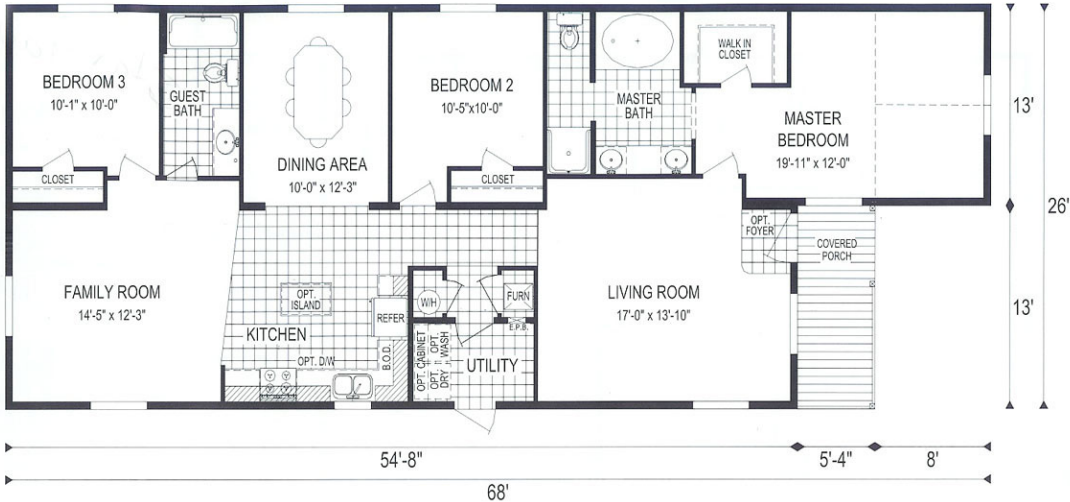 BEDROOM 3
10'-1" x 10'-0"
CLOSET
GUEST
BATH
DINING AREA
10'-0" x 12'-3"
BEDROOM 2
10'-5"x10'-0"
CLOSET
MASTER
BATH
WALK IN
CLOSET
MASTER
BEDROOM
19'-11" x 12'-0"
13'
26'
13'
FAMILY ROOM
14'-5" x 12'-3"
OPT.
ISLAND
KITCHEN
OPT. D/W
REFER
B.O.D.
W/H
FURN
E.P.B.
OPT. CABINET
OPT. OPT.
DRY WASH
UTILITY
LIVING ROOM
17'-0" x 13'-10"
OPT.
FOYER
COVERED
PORCH
54'-8"
5'-4"
8'
68'